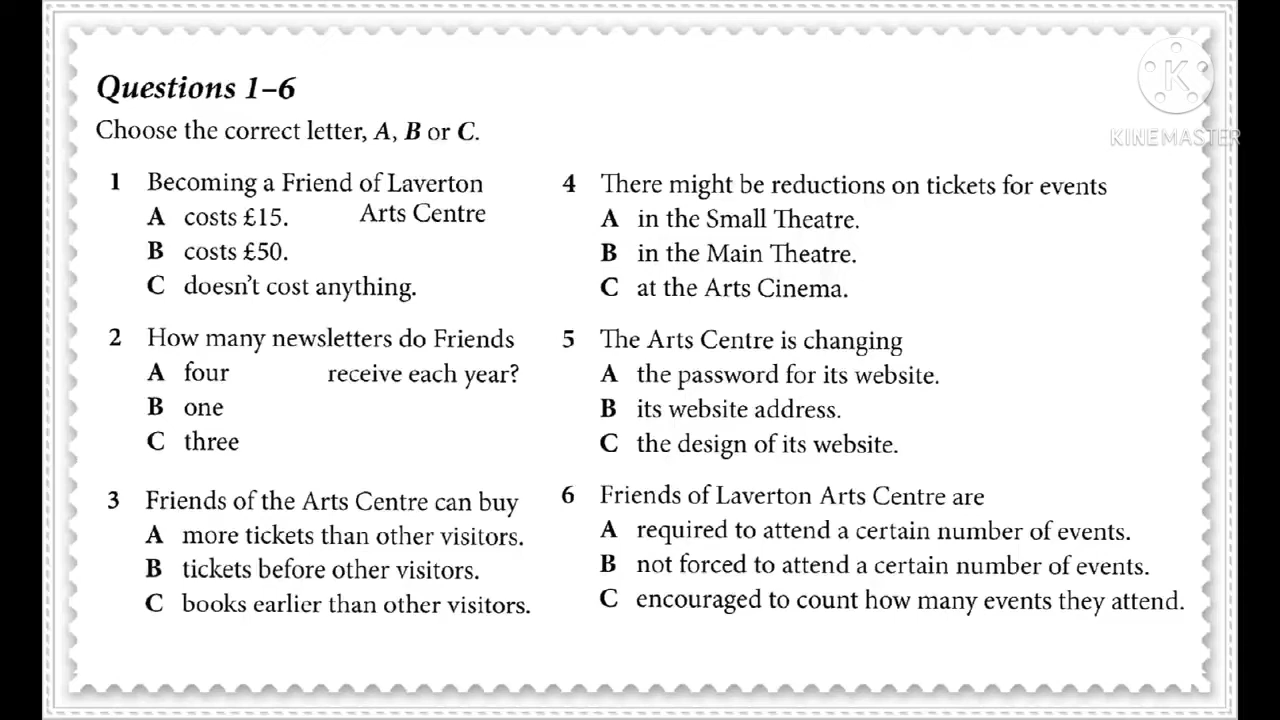 Questions 1–6
Choose the correct letter, A, B or C.
1 Becoming a Friend of Laverton
Arts Centre
A costs £15.
B costs £50.
C doesn't cost anything.
2 How many newsletters do Friends
receive each year?
A four
B one
C three
3 Friends of the Arts Centre can buy
A more tickets than other visitors.
B tickets before other visitors.
C books earlier than other visitors.
4 There might be reductions on tickets for events
A in the Small Theatre.
B in the Main Theatre.
C at the Arts Cinema.
5 The Arts Centre is changing
A the password for its website.
B its website address.
C the design of its website.
6 Friends of Laverton Arts Centre are
A required to attend a certain number of events.
B not forced to attend a certain number of events.
C encouraged to count how many events they attend.
K
KINEMASTER